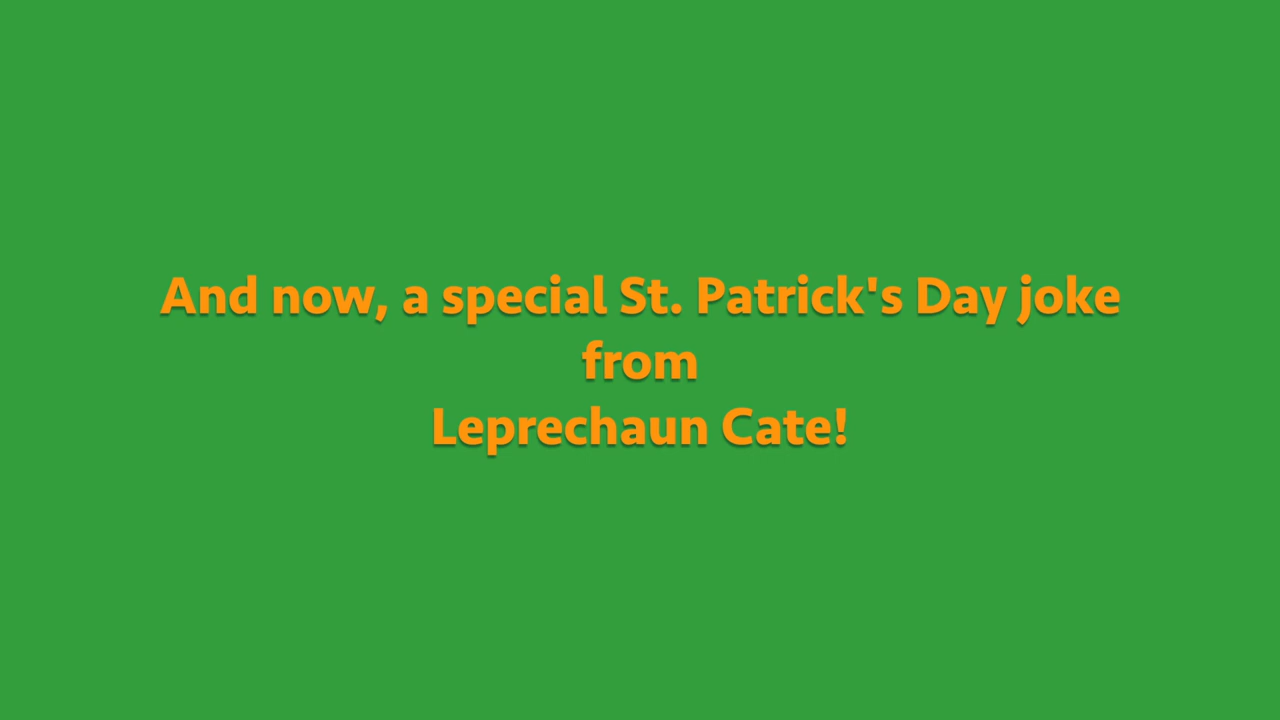 And now, a special St. Patrick's Day joke
from
Leprechaun Cate!